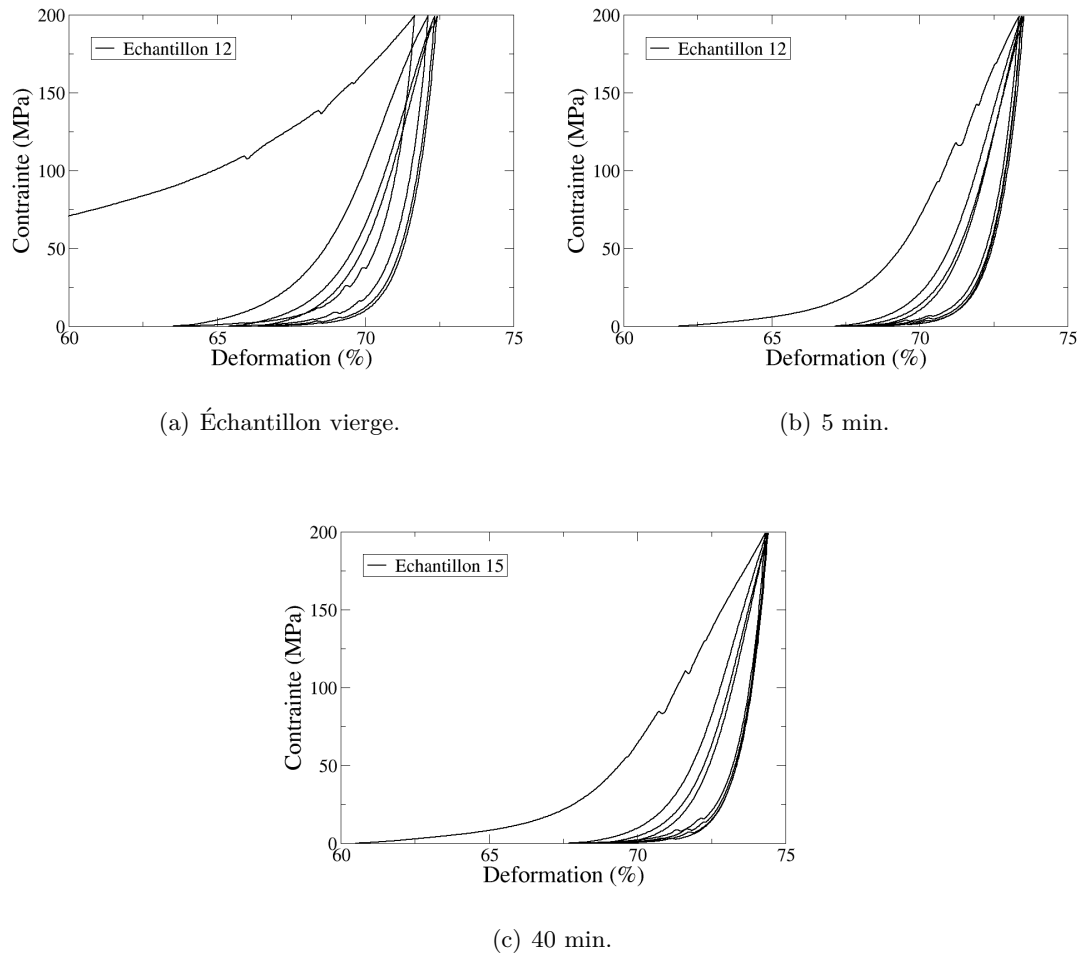 200
150
100
50
0
Contrainte (MPa)
Echantillon 12
60 65 70 75
Deformation (%)
(a) Échantillon vierge.
200
150
100
50
0
Contrainte (MPa)
Echantillon 12
60 65 70 75
Deformation (%)
(b) 5 min.
200
150
100
50
0
Contrainte (MPa)
Echantillon 15
60 65 70 75
Deformation (%)
(c) 40 min.